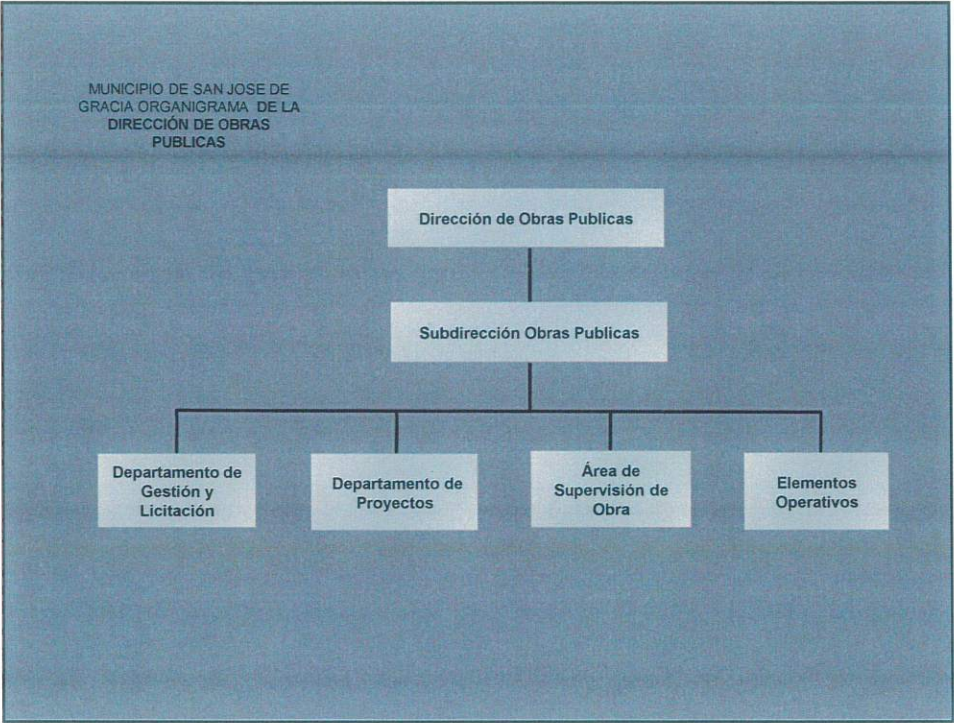 MUNICIPIO DE SAN JOSE DE
GRACIA ORGANIGRAMA DE LA
DIRECCIÓN DE OBRAS
PUBLICAS
Dirección de Obras Publicas
Subdirección Obras Publicas
Departamento de
Gestión y
Licitación
Departamento de
Proyectos
Área de
Supervisión de
Obra
Elementos
Operativos